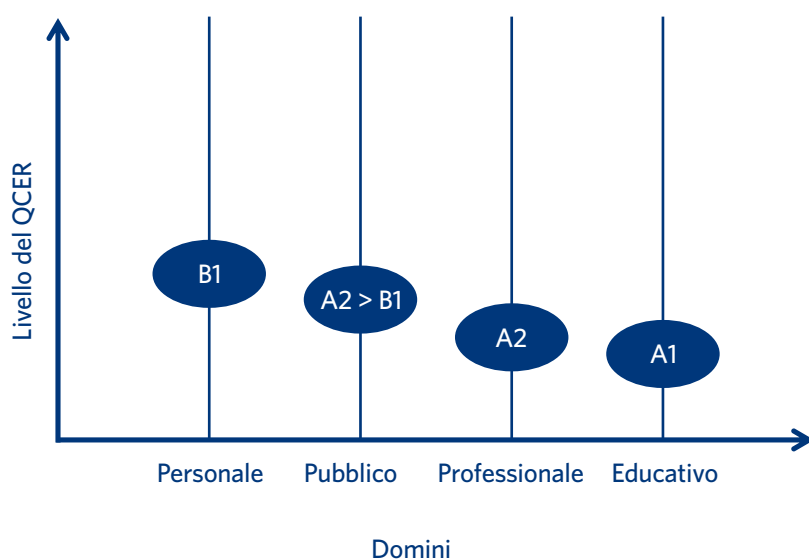 Livello del QCER
B1
A2 > B1
A2
A1
Personale
Pubblico
Professionale
Educativo
Domini